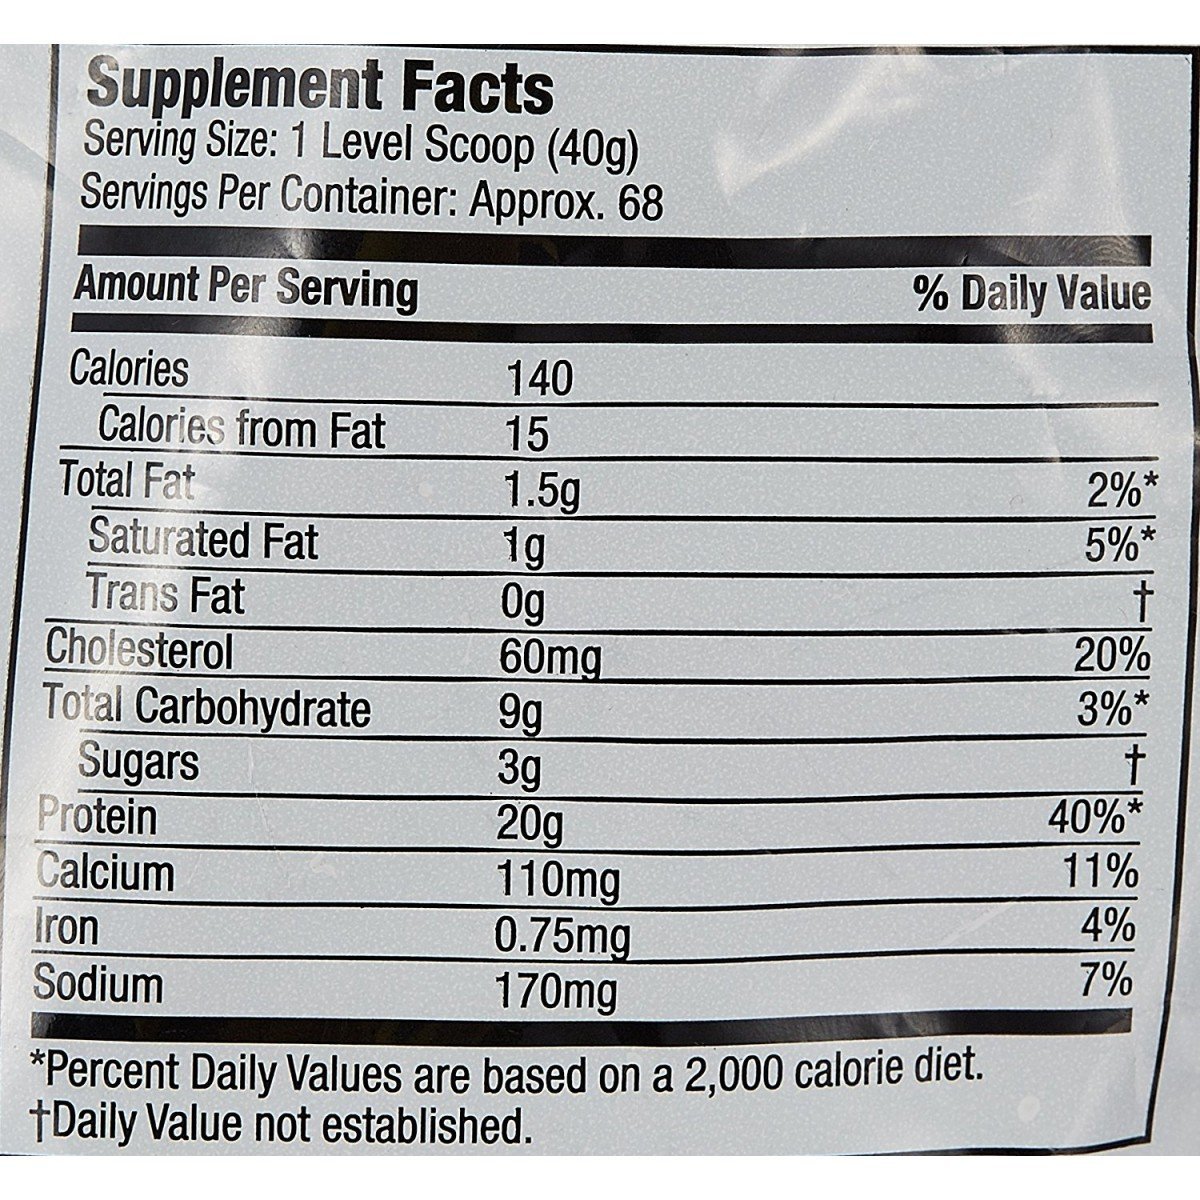 Supplement Facts
Serving Size: 1 Level Scoop (40g)
Servings Per Container: Approx. 68
Amount Per Serving % Daily Value
Calories 140
Calories from Fat 15
Total Fat 1.5g 2%*
Saturated Fat 1g 5%*
Trans Fat 0g †
Cholesterol 60mg 20%
Total Carbohydrate 9g 3%*
Sugars 3g †
Protein 20g 40%*
Calcium 110mg 11%
Iron 0.75mg 4%
Sodium 170mg 7%
*Percent Daily Values are based on a 2,000 calorie diet.
†Daily Value not established.